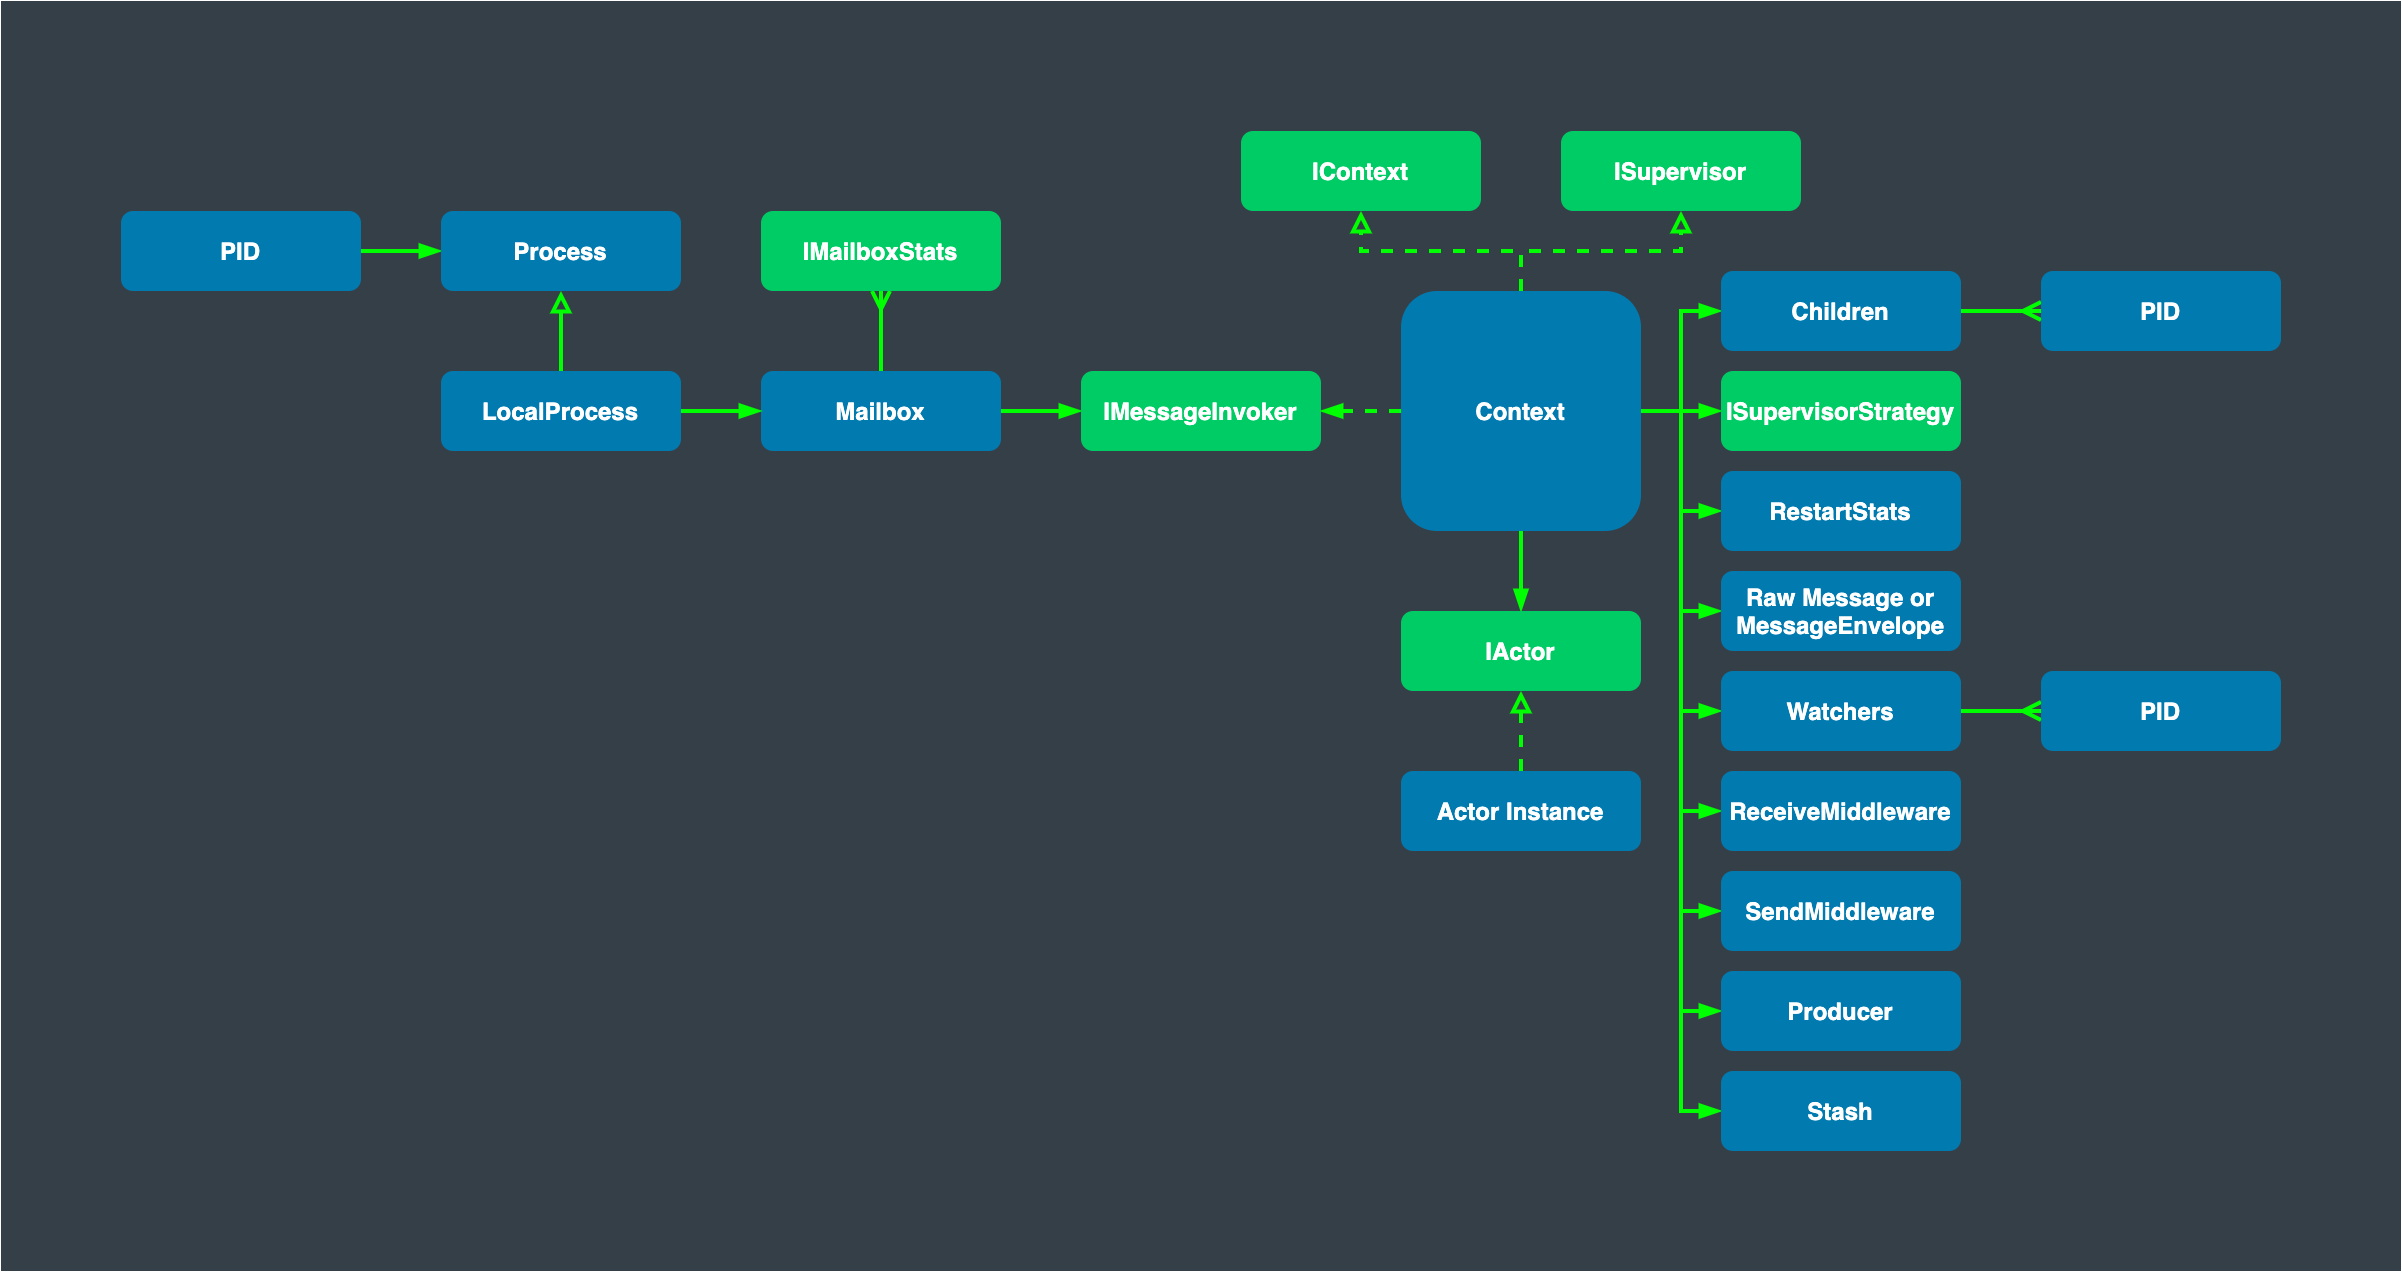 IContext
ISupervisor
PID
Process
IMailboxStats
Children
PID
LocalProcess
Mailbox
IMessageInvoker
Context
ISupervisorStrategy
RestartStats
Raw Message or
MessageEnvelope
IActor
Watchers
PID
Actor Instance
ReceiveMiddleware
SendMiddleware
Producer
Stash